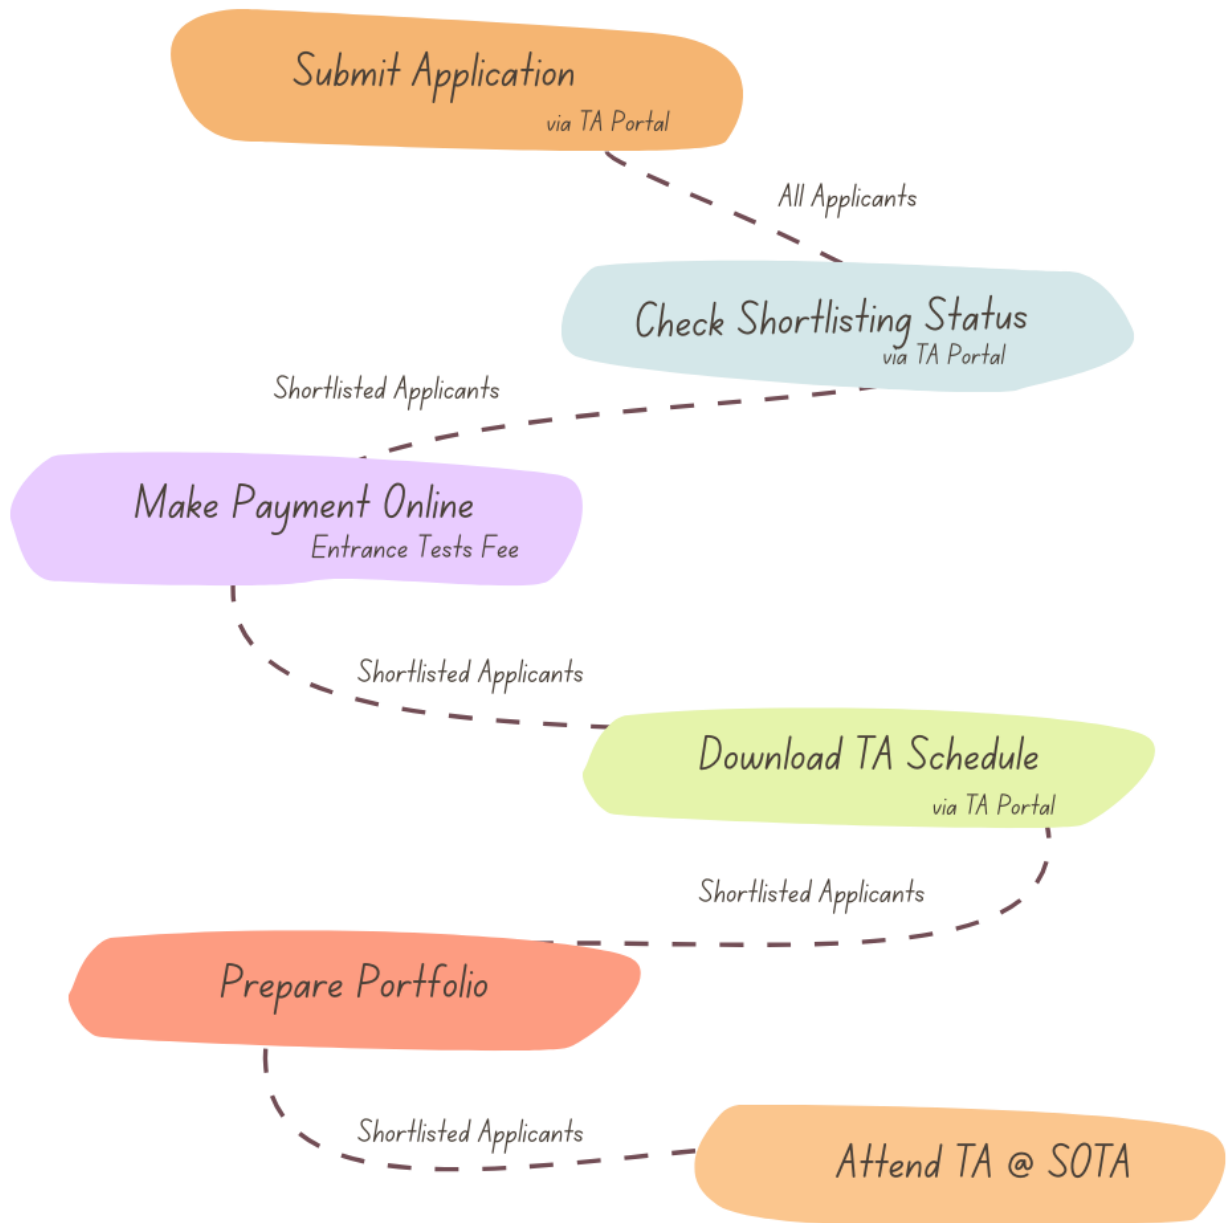 Submit Application
via TA Portal
All Applicants
Check Shortlisting Status
via TA Portal
Shortlisted Applicants
Make Payment Online
Entrance Tests Fee
Shortlisted Applicants
Download TA Schedule
via TA Portal
Shortlisted Applicants
Prepare Portfolio
Shortlisted Applicants
Attend TA @ SOTA